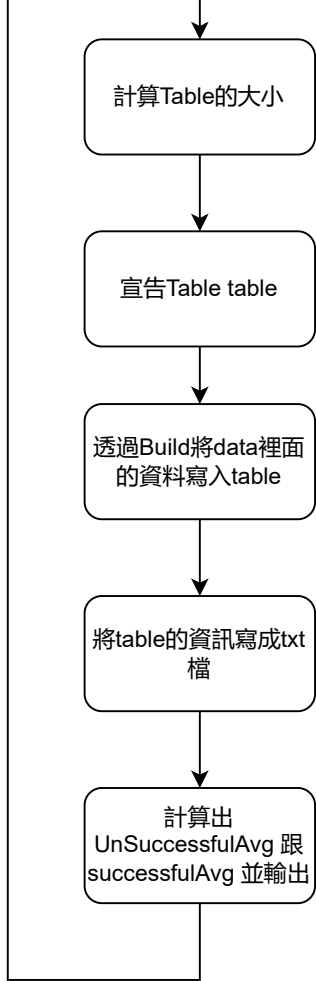 計算Table的大小
宣告Table table
透過Build將data裡面
的資料寫入table
將table的資訊寫成txt
檔
計算出
UnSuccessfulAvg 跟
successfulAvg 並輸出